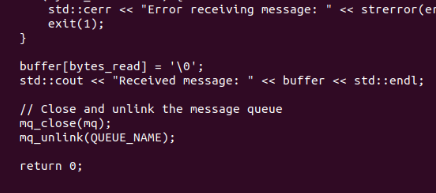 std::cerr << "Error receiving message: " << strerror(er
exit(1);
}
buffer[bytes_read] = '\0';
std::cout << "Received message: " << buffer << std::endl;
// Close and unlink the message queue
mq_close(mq);
mq_unlink(QUEUE_NAME);
return 0;